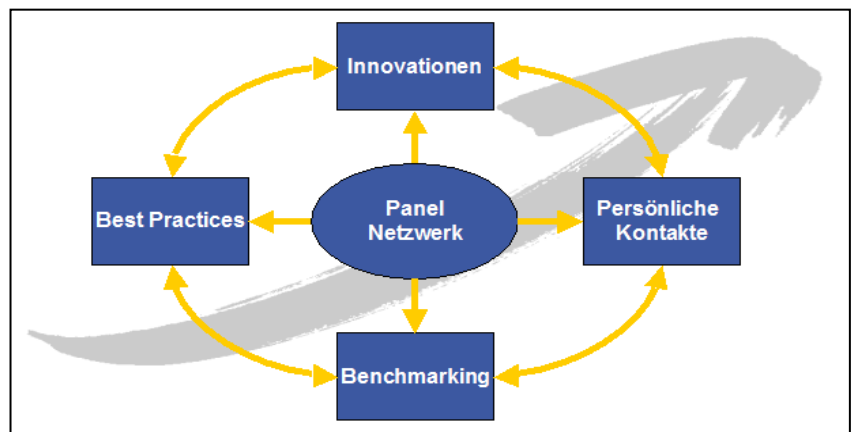 Innovationen
Best Practices
Panel
Netzwerk
Persönliche
Kontakte
Benchmarking